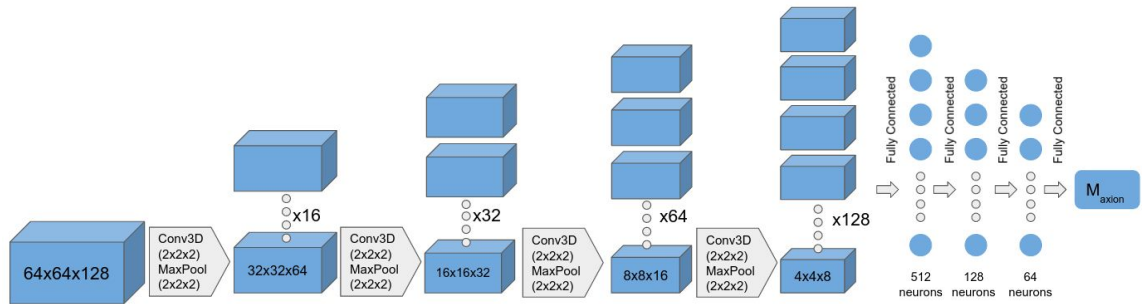 64x64x128
Conv3D
(2x2x2)
MaxPool
(2x2x2)
x16
32x32x64
Conv3D
(2x2x2)
MaxPool
(2x2x2)
x32
16x16x32
Conv3D
(2x2x2)
MaxPool
(2x2x2)
x64
8x8x16
Conv3D
(2x2x2)
MaxPool
(2x2x2)
x128
4x4x8
Fully Connected
512
neurons
Fully Connected
128
neurons
Fully Connected
64
neurons
Fully Connected
M axion